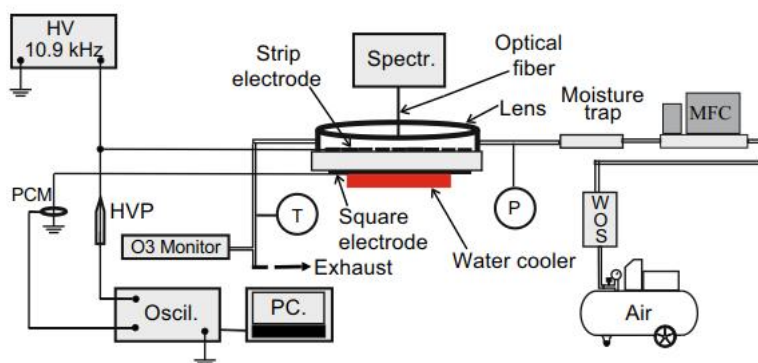 HV
10.9 kHz
Strip
electrode
Spectr.
Optical
fiber
Lens
Moisture
trap
MFC
PCM
HVP
T
P
WOS
O3 Monitor
Square
electrode
Water cooler
Exhaust
Oscil.
PC.
Air